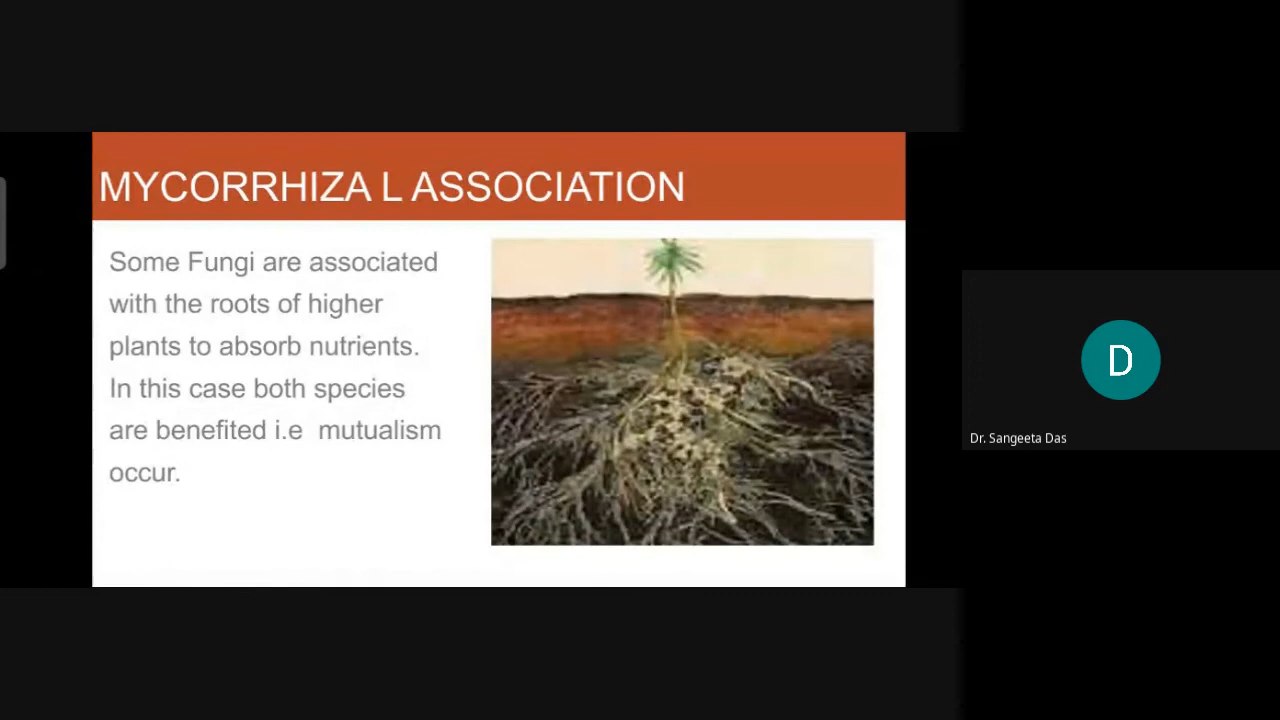 MYCORRHIZA L ASSOCIATION
Some Fungi are associated
with the roots of higher
plants to absorb nutrients.
In this case both species
are benefited i.e  mutualism
occur.
D
Dr. Sangeeta Das